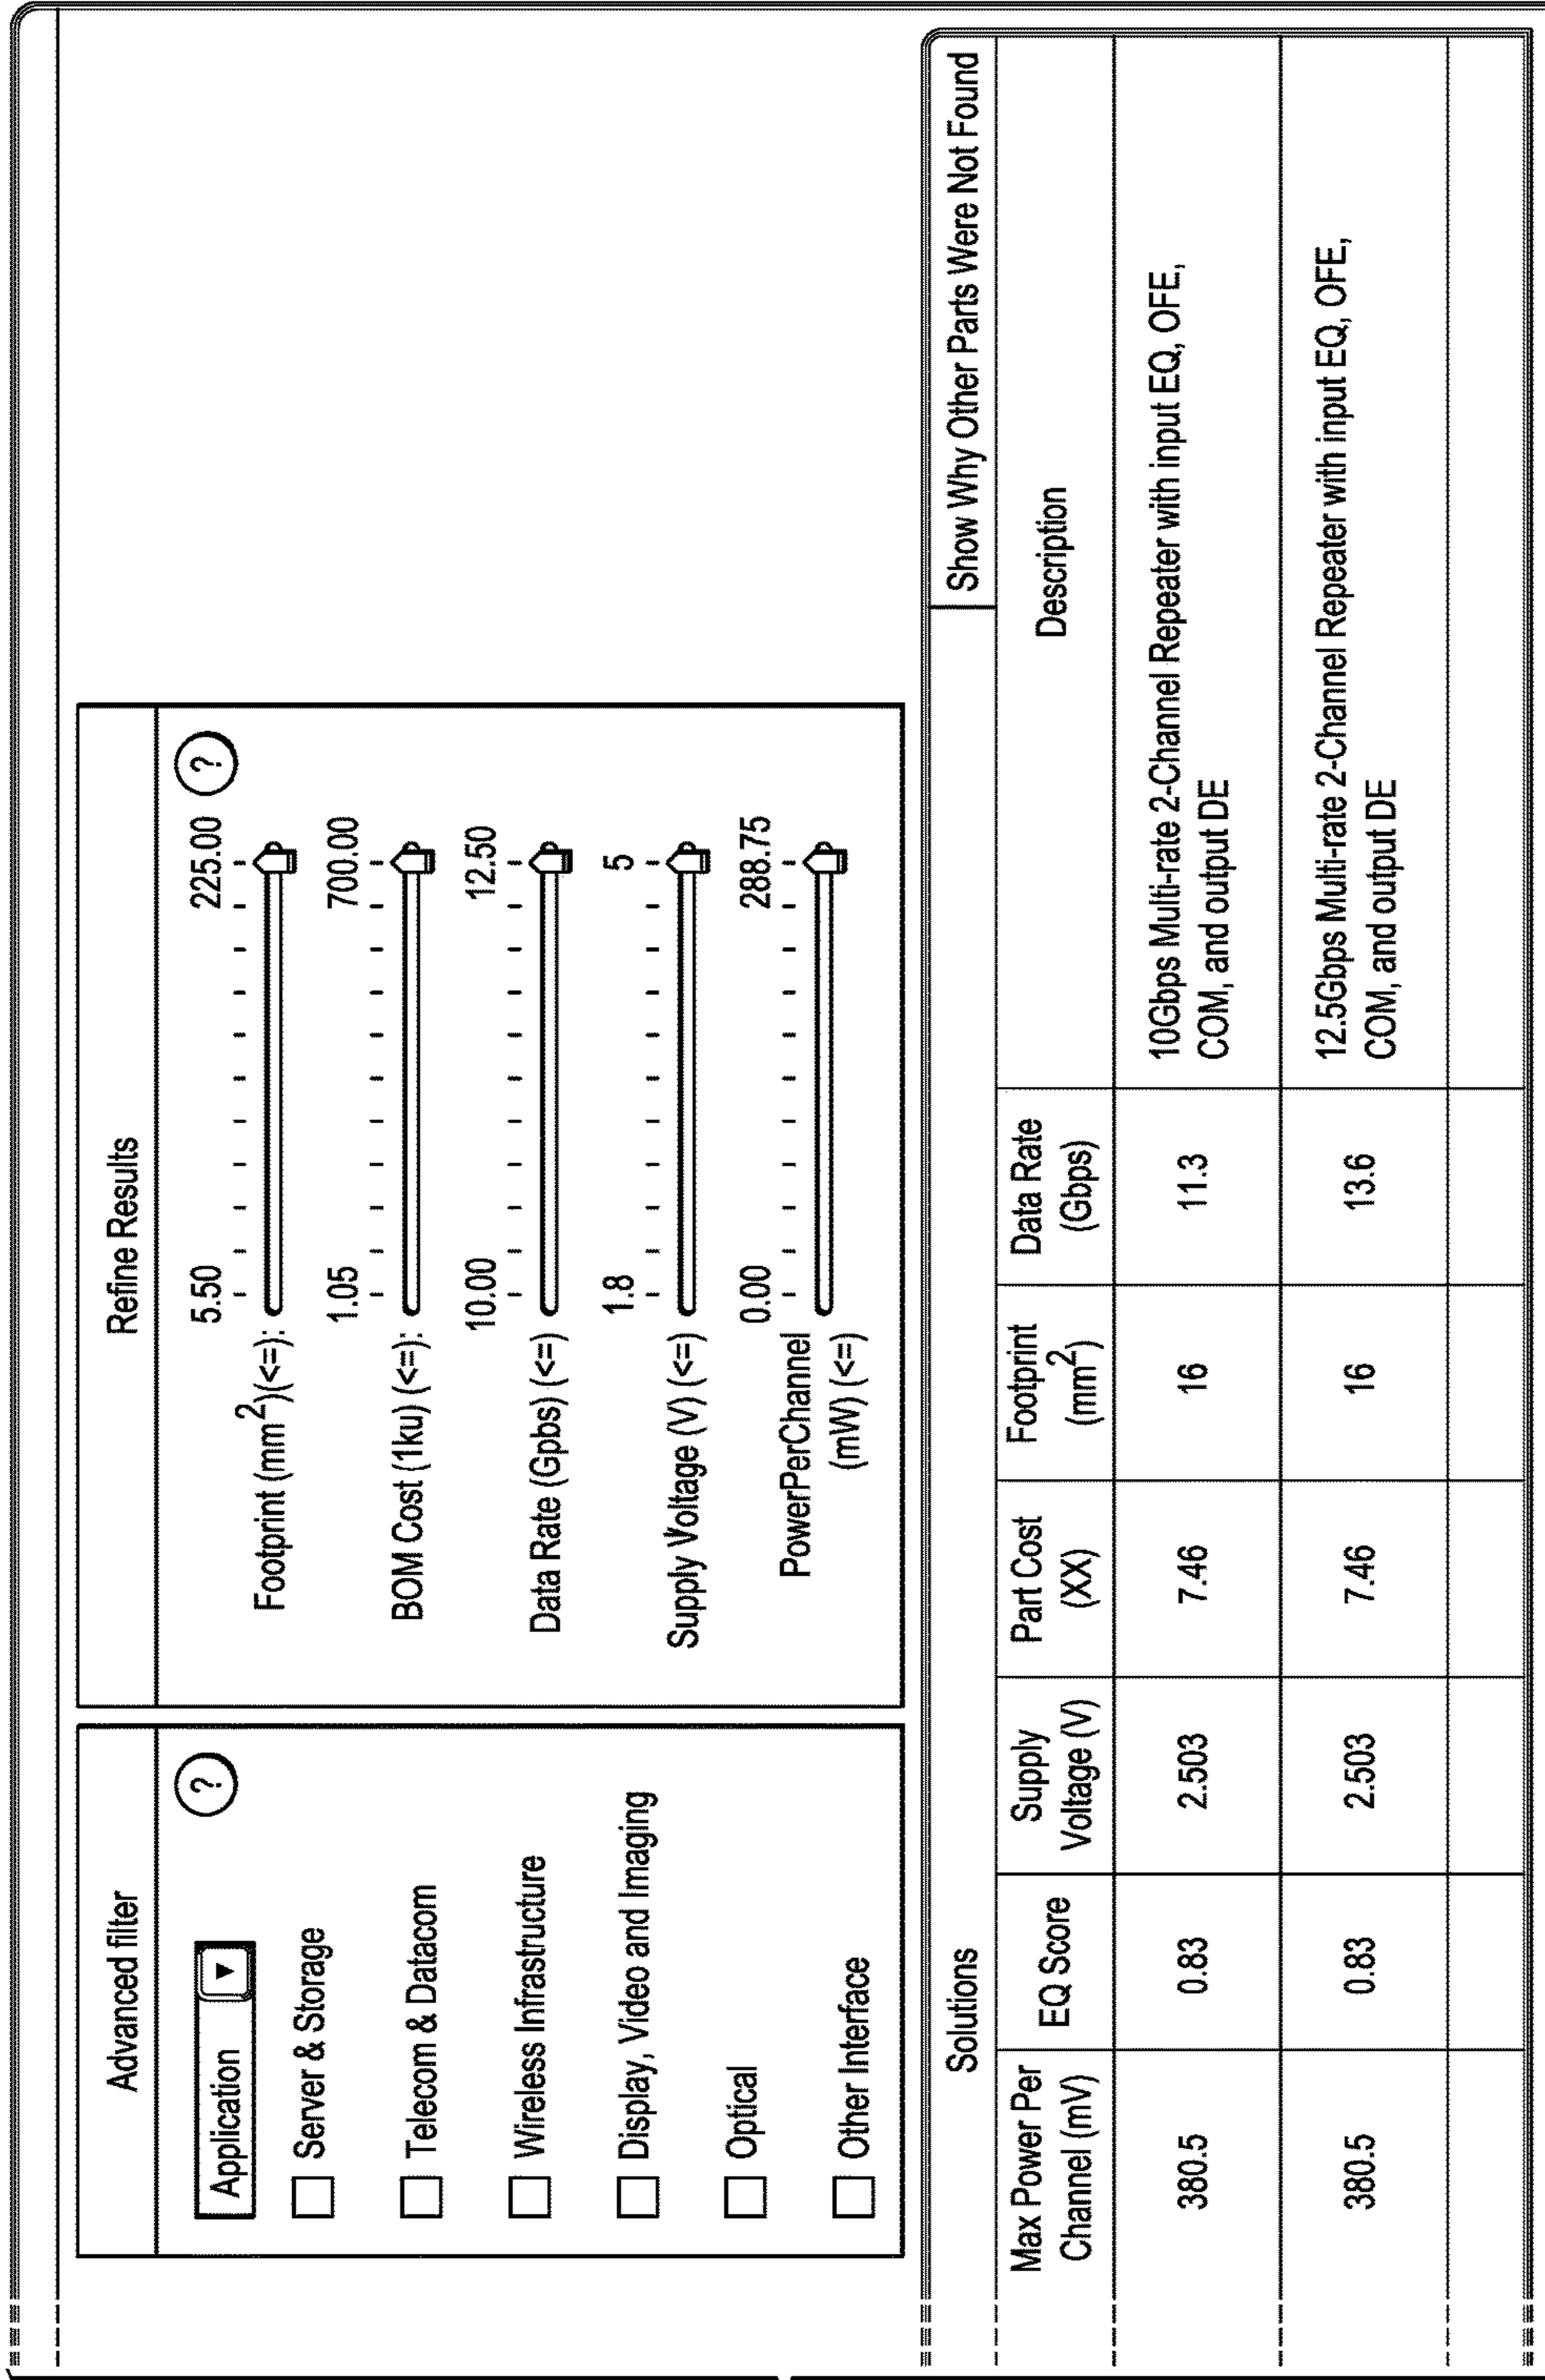 Advanced filter
Application ▼
?
Server & Storage
Telecom & Datacom
Wireless Infrastructure
Display, Video and Imaging
Optical
Other Interface
Refine Results
?
5.50 225.00
Footprint (mm2)(<=):
1.05 700.00
BOM Cost (1ku) (<=):
10.00 12.50
Data Rate (Gpbs) (<=)
1.8 5
Supply Voltage (V) (<=)
0.00 288.75
PowerPerChannel
(mW) (<=)
Solutions
Show Why Other Parts Were Not Found
Max Power Per
Channel (mV)
EQ Score
Supply
Voltage (V)
Part Cost
(XX)
Footprint
(mm2)
Data Rate
(Gbps)
Description
380.5 0.83 2.503 7.46 16 11.3 10Gbps Multi-rate 2-Channel Repeater with input EQ, OFE,
COM, and output DE
380.5 0.83 2.503 7.46 16 13.6 12.5Gbps Multi-rate 2-Channel Repeater with input EQ, OFE,
COM, and output DE